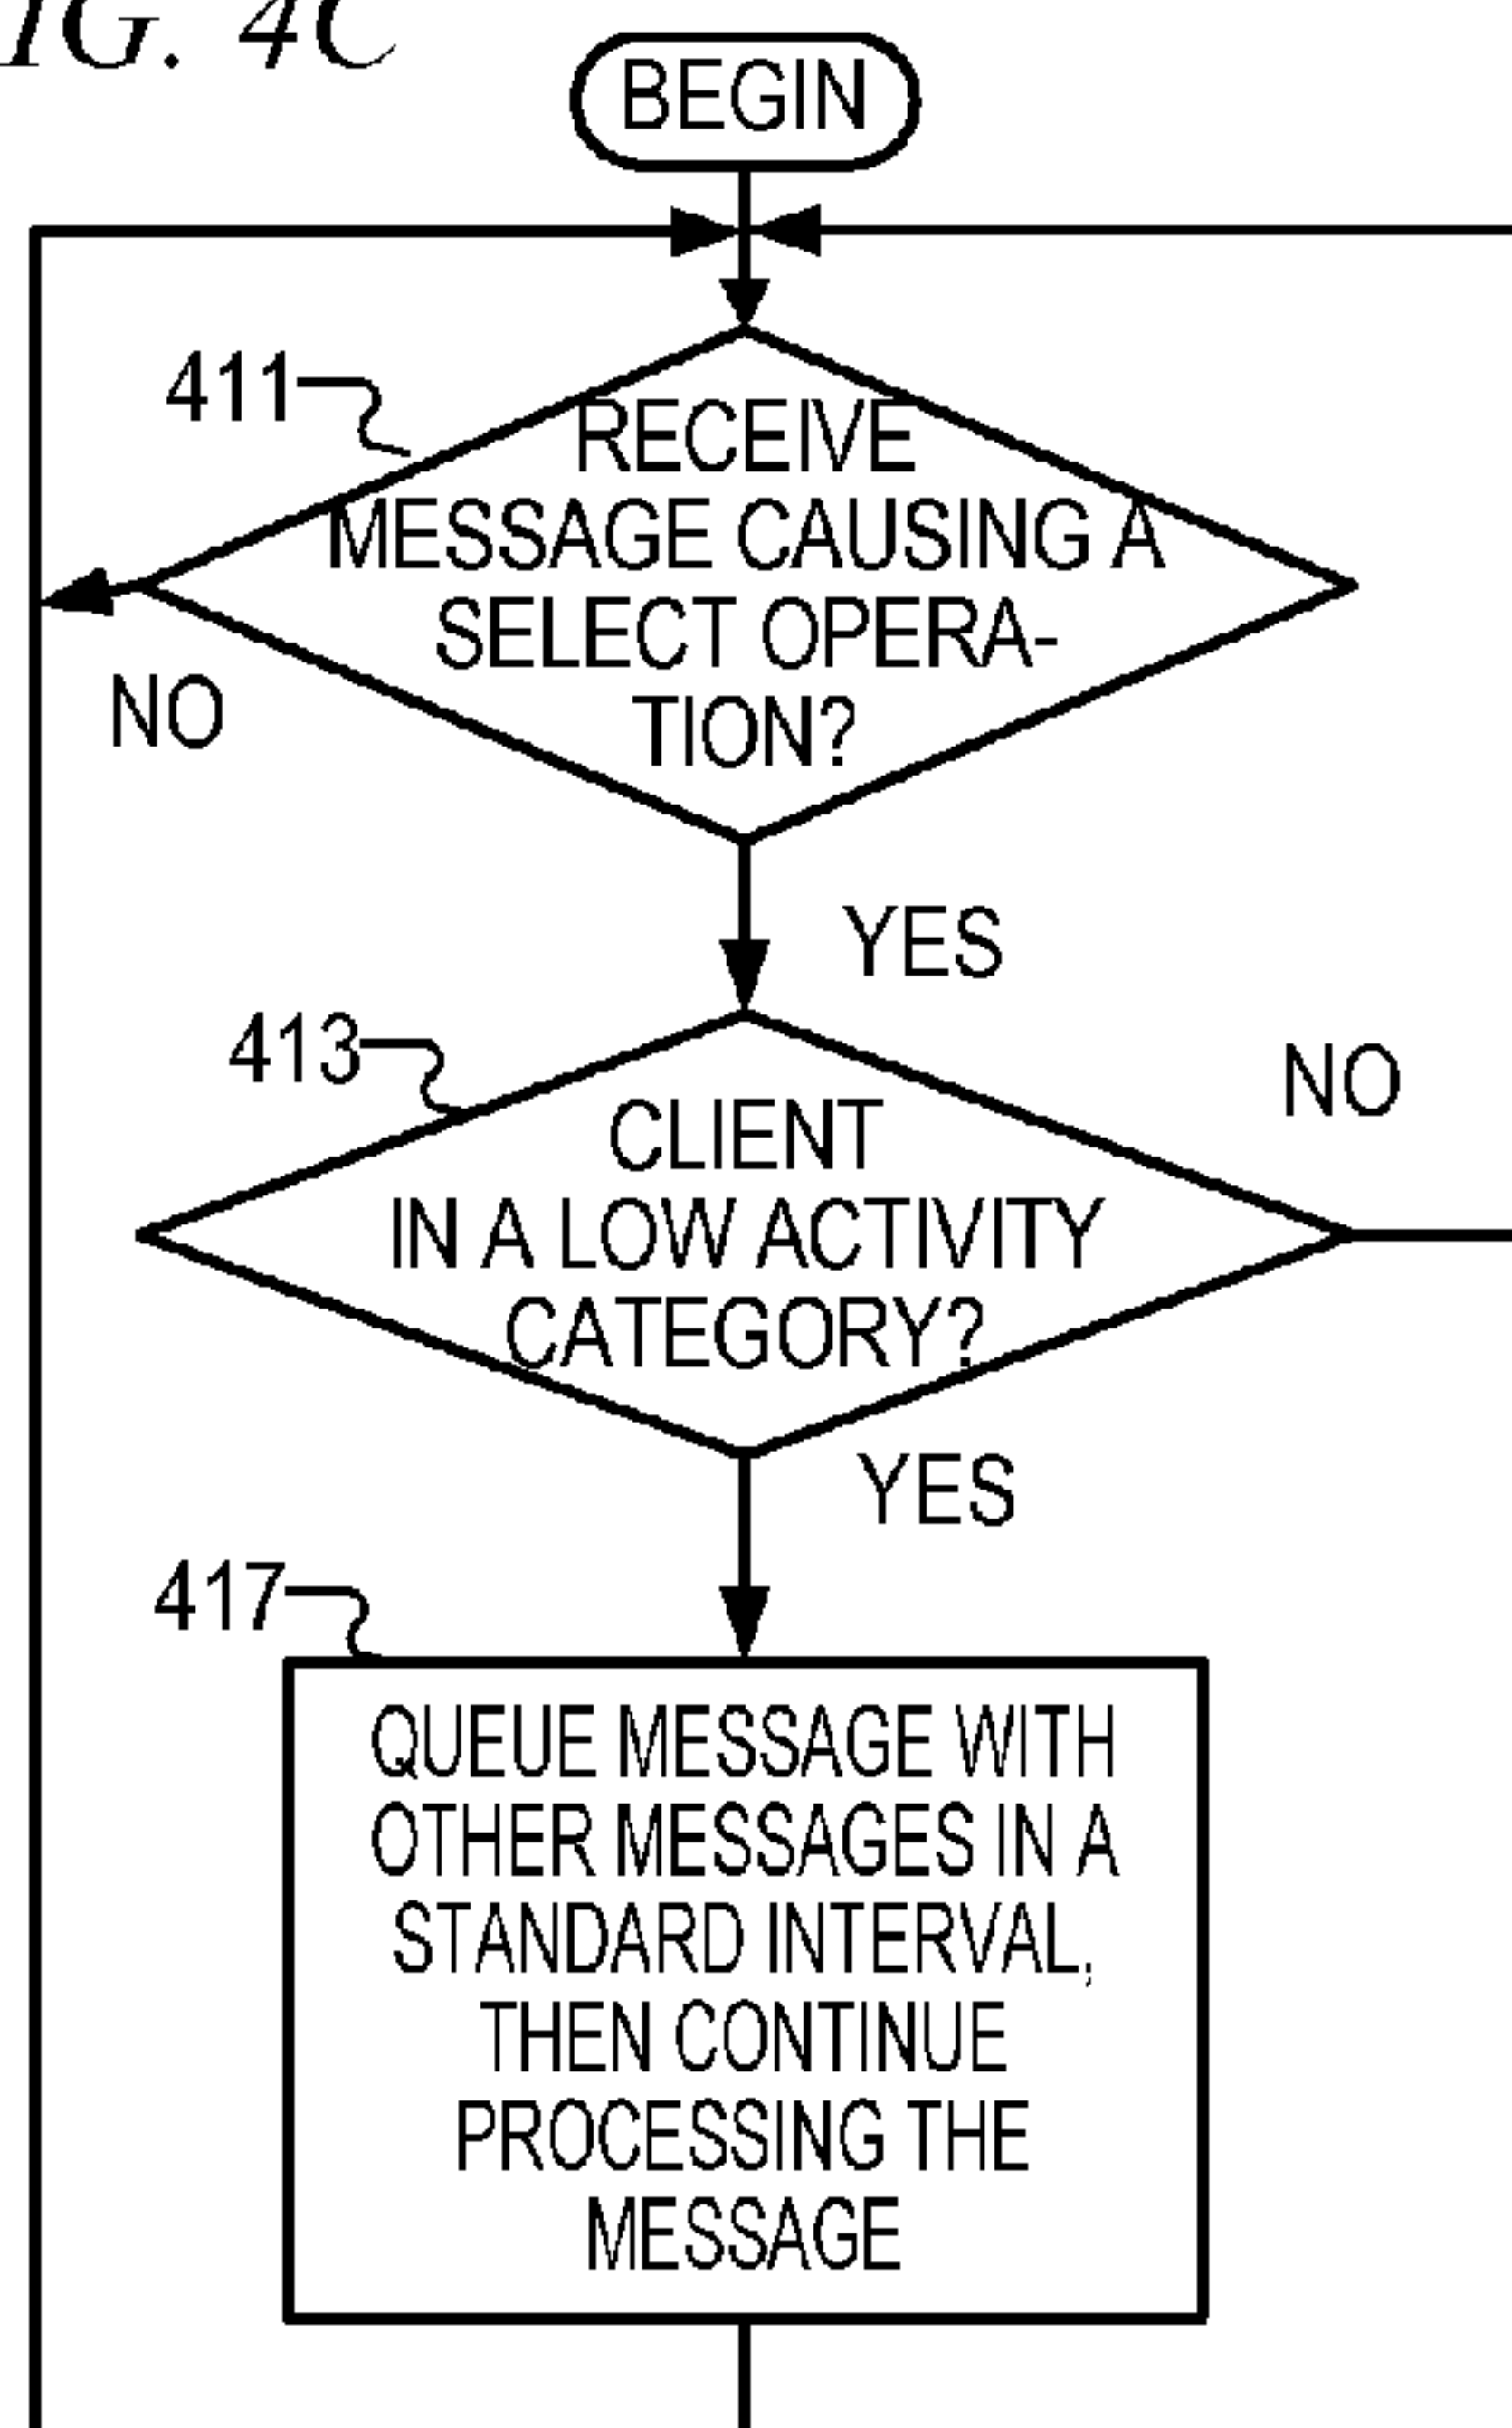 IG. 4C
BEGIN
411
RECEIVE
MESSAGE CAUSING A
SELECT OPERA-
TION?
NO
YES
413
CLIENT
IN A LOW ACTIVITY
CATEGORY?
NO
YES
417
QUEUE MESSAGE WITH
OTHER MESSAGES IN A
STANDARD INTERVAL,
THEN CONTINUE
PROCESSING THE
MESSAGE